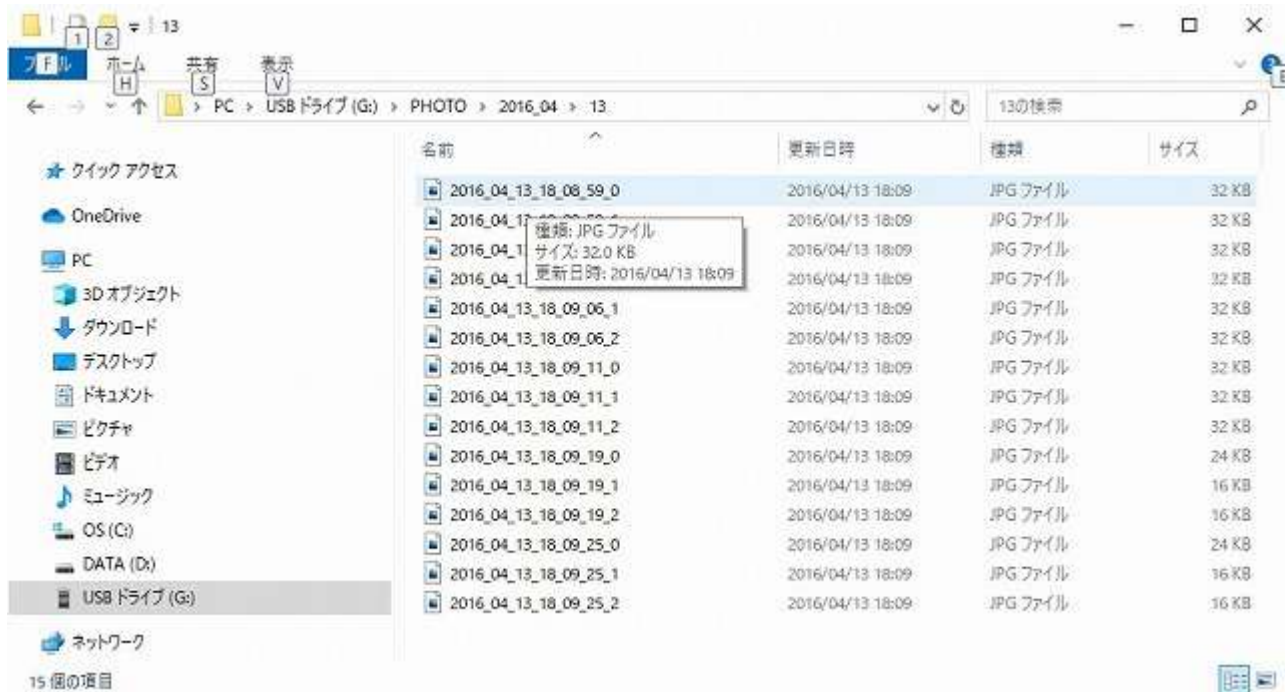 13
1 2
ファイル ホーム 共有 表示
F H S V
PC › USB ドライブ (G:) › PHOTO › 2016_04 › 13
13の検索
名前 更新日時 種類 サイズ
クイック アクセス
OneDrive
PC
3D オブジェクト
ダウンロード
デスクトップ
ドキュメント
ピクチャ
ビデオ
ミュージック
OS (C:)
DATA (D:)
USB ドライブ (G:)
ネットワーク
2016_04_13_18_08_59_0 2016/04/13 18:09 JPG ファイル 32 KB
2016_04_1 2016/04/13 18:09 JPG ファイル 32 KB
2016_04_1 2016/04/13 18:09 JPG ファイル 32 KB
2016_04_1 2016/04/13 18:09 JPG ファイル 32 KB
種類: JPG ファイル
サイズ: 32.0 KB
更新日時: 2016/04/13 18:09
2016_04_13_18_09_06_1 2016/04/13 18:09 JPG ファイル 32 KB
2016_04_13_18_09_06_2 2016/04/13 18:09 JPG ファイル 32 KB
2016_04_13_18_09_11_0 2016/04/13 18:09 JPG ファイル 32 KB
2016_04_13_18_09_11_1 2016/04/13 18:09 JPG ファイル 32 KB
2016_04_13_18_09_11_2 2016/04/13 18:09 JPG ファイル 32 KB
2016_04_13_18_09_19_0 2016/04/13 18:09 JPG ファイル 24 KB
2016_04_13_18_09_19_1 2016/04/13 18:09 JPG ファイル 16 KB
2016_04_13_18_09_19_2 2016/04/13 18:09 JPG ファイル 16 KB
2016_04_13_18_09_25_0 2016/04/13 18:09 JPG ファイル 24 KB
2016_04_13_18_09_25_1 2016/04/13 18:09 JPG ファイル 16 KB
2016_04_13_18_09_25_2 2016/04/13 18:09 JPG ファイル 16 KB
15 個の項目